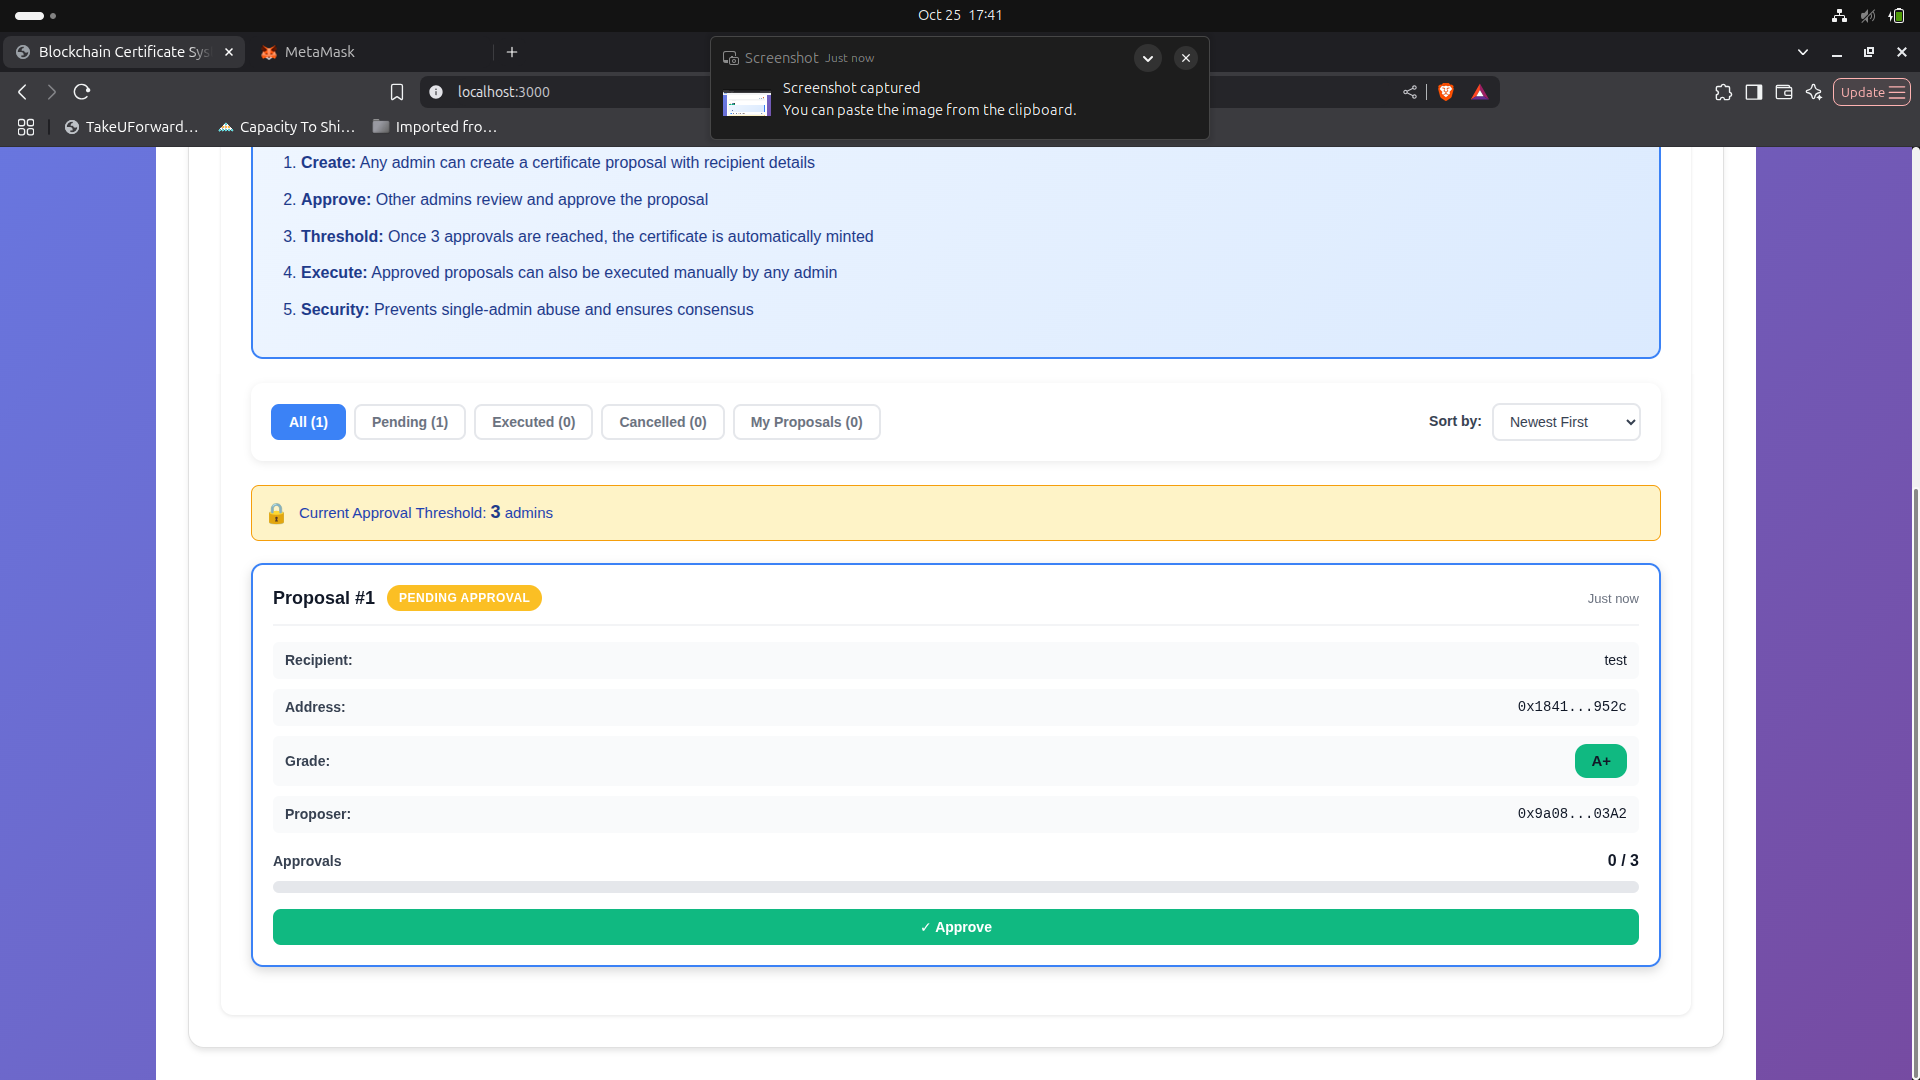 Oct 25 17:41
Blockchain Certificate Sys
MetaMask
Screenshot Just now
Screenshot captured
You can paste the image from the clipboard.
localhost:3000
Update
TakeUForward…
Capacity To Shi…
Imported fro…
1. Create: Any admin can create a certificate proposal with recipient details
2. Approve: Other admins review and approve the proposal
3. Threshold: Once 3 approvals are reached, the certificate is automatically minted
4. Execute: Approved proposals can also be executed manually by any admin
5. Security: Prevents single-admin abuse and ensures consensus
All (1)
Pending (1)
Executed (0)
Cancelled (0)
My Proposals (0)
Sort by: Newest First
Current Approval Threshold: 3 admins
Proposal #1 PENDING APPROVAL
Just now
Recipient: test
Address: 0x1841...952c
Grade: A+
Proposer: 0x9a08...03A2
Approvals 0 / 3
✓ Approve